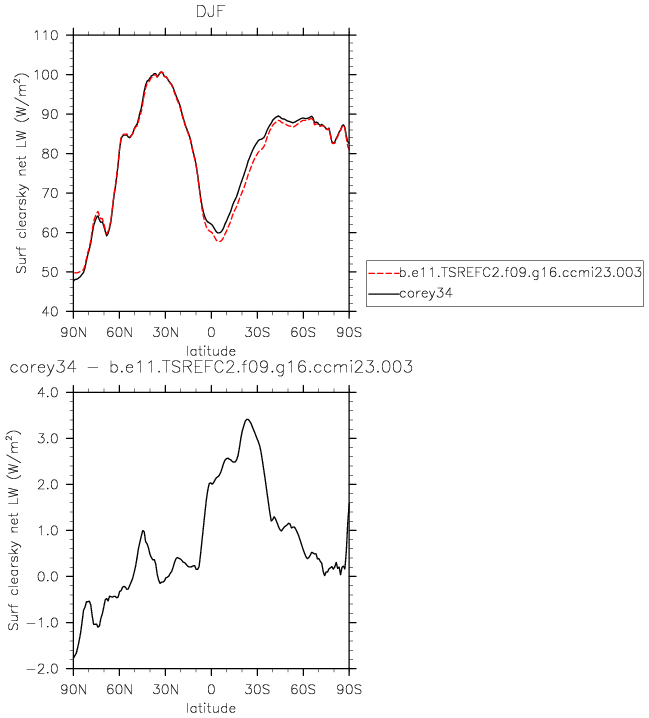 DJF
Surf clearsky net LW (W/m²)
110
100
90
80
70
60
50
40
90N 60N 30N 0 30S 60S 90S
latitude
b.e11.TSREFC2.f09.g16.ccmi23.003
corey34
corey34 − b.e11.TSREFC2.f09.g16.ccmi23.003
Surf clearsky net LW (W/m²)
4.0
3.0
2.0
1.0
0.0
−1.0
−2.0
90N 60N 30N 0 30S 60S 90S
latitude